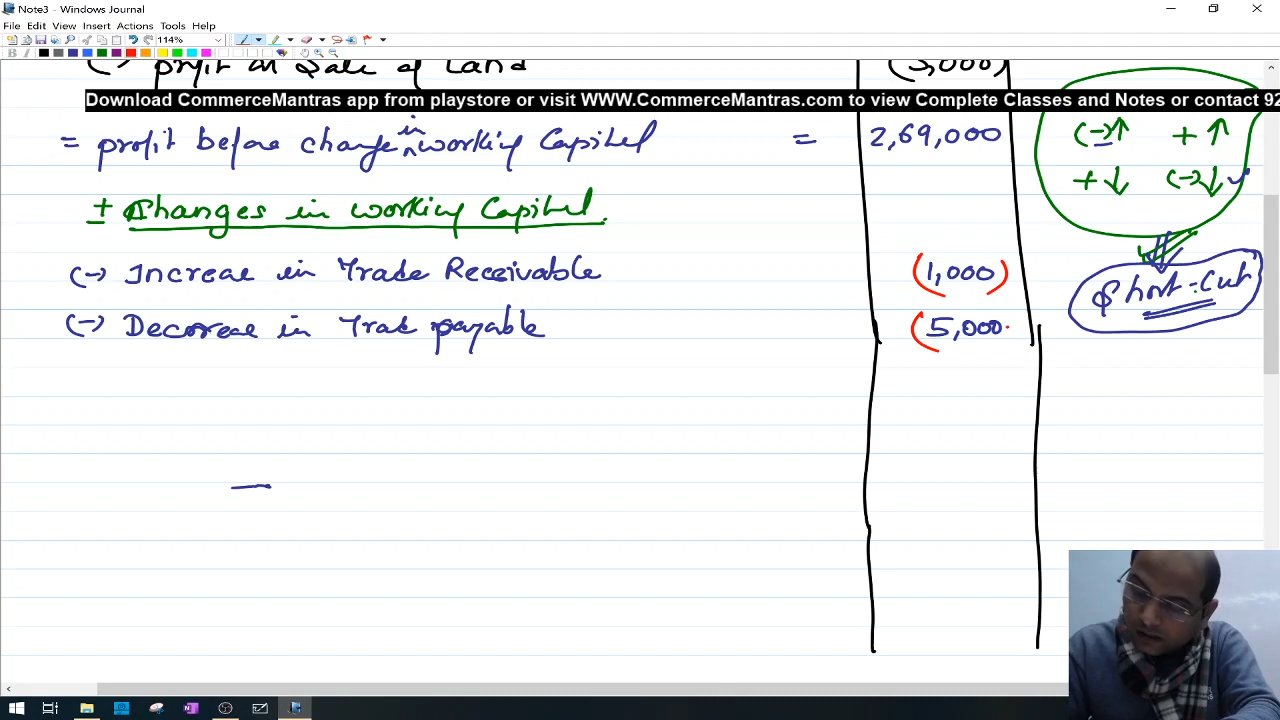 Note3 - Windows Journal
File Edit View Insert Actions Tools Help
114%
(-) profit on Sale of Land (5,000)
Download CommerceMantras app from playstore or visit WWW.CommerceMantras.com to view Complete Classes and Notes or contact 92
= profit before change in working Capital = 2,69,000
(-)↑ +↑
+↓ (-)↓
± Changes in working Capital.
(-) Increase in Trade Receivable (1,000)
Short-Cut
(-) Decrease in Trade payable (5,000